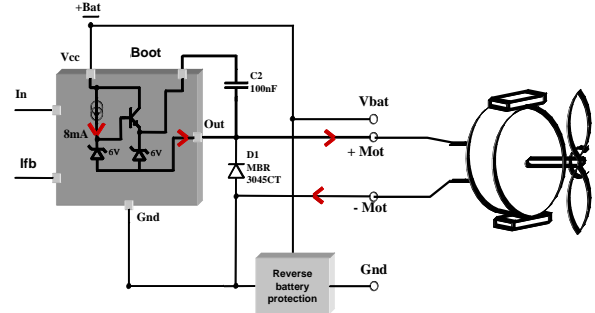 +Bat
Vcc
Boot
C2
100nF
In
8mA
6V
6V
Out
Ifb
Gnd
D1
MBR
3045CT
Vbat
+ Mot
- Mot
Reverse
battery
protection
Gnd